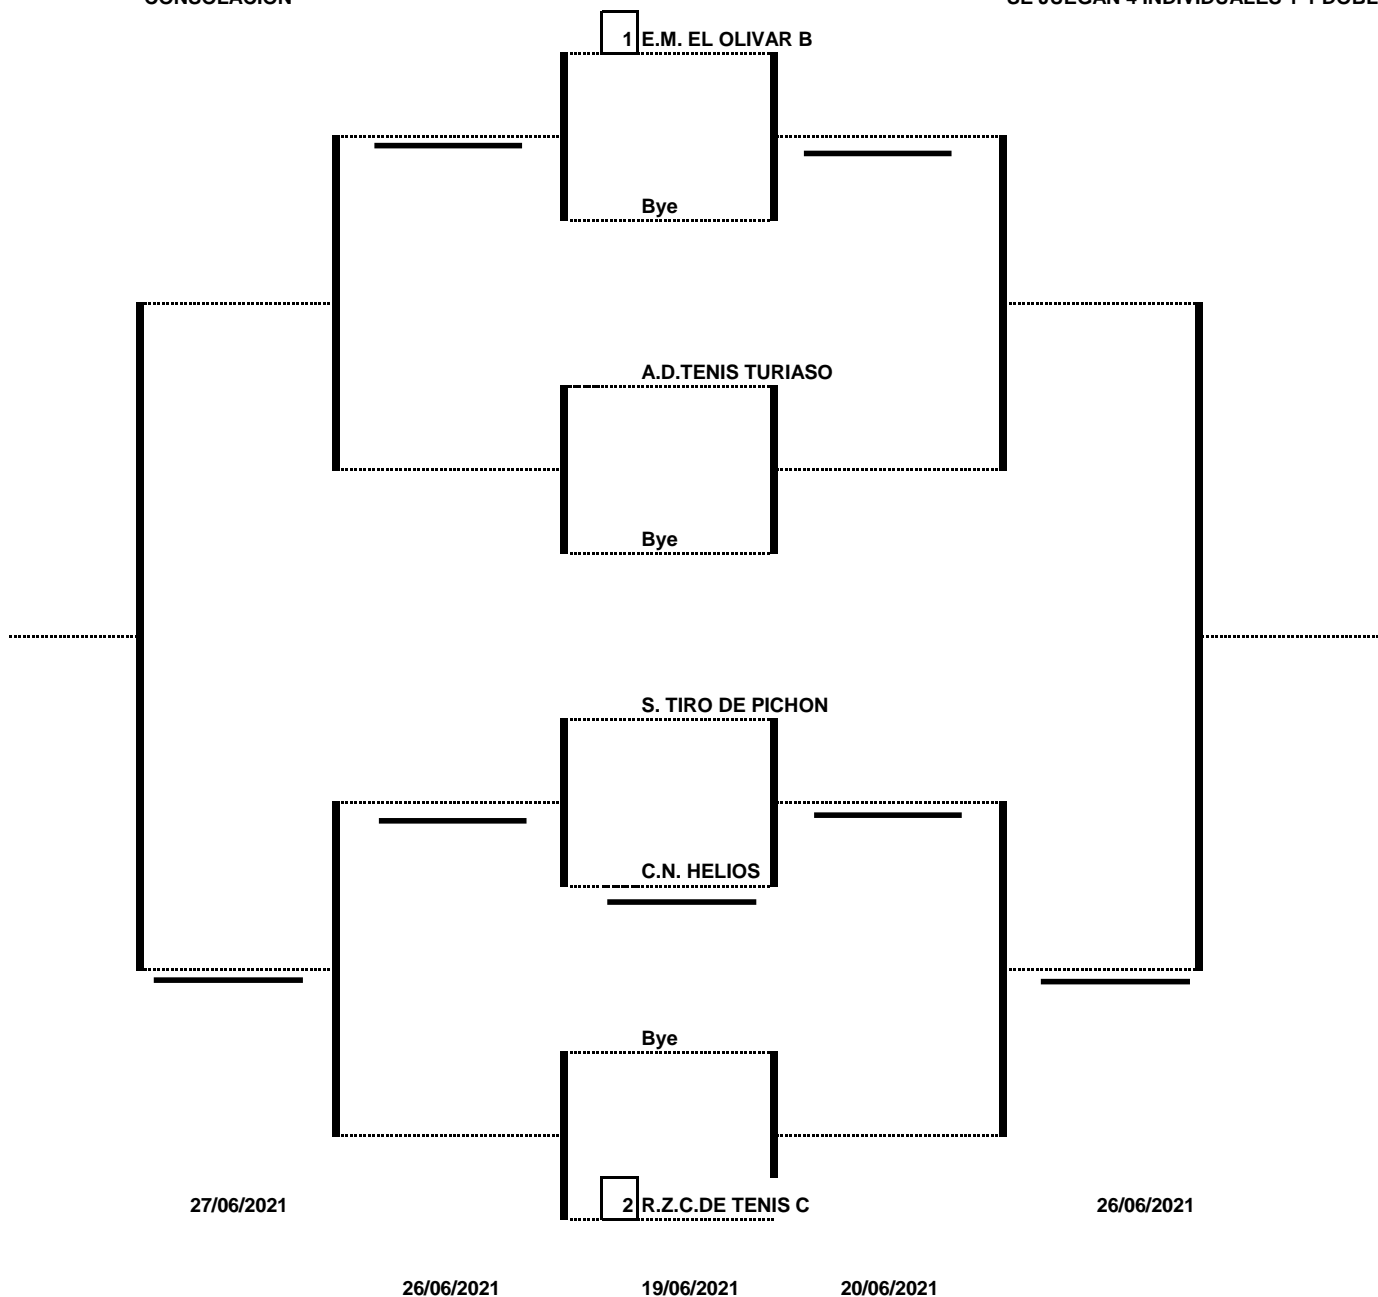 1 E.M. EL OLIVAR B
Bye
A.D.TENIS TURIASO
Bye
S. TIRO DE PICHON
C.N. HELIOS
Bye
27/06/2021 2 R.Z.C.DE TENIS C 26/06/2021
26/06/2021 19/06/2021 20/06/2021